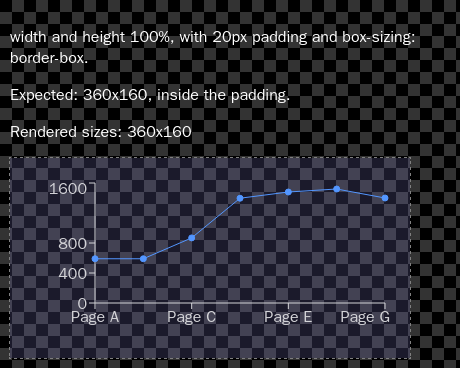 width and height 100%, with 20px padding and box-sizing:
border-box.
Expected: 360x160, inside the padding.
Rendered sizes: 360x160
1600
800
400
0
Page A Page C Page E Page G